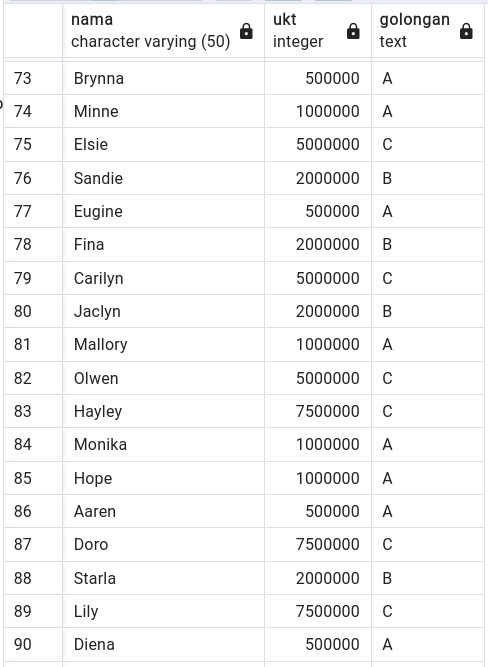 nama ukt golongan
character varying (50) integer text
73 Brynna 500000 A
74 Minne 1000000 A
75 Elsie 5000000 C
76 Sandie 2000000 B
77 Eugine 500000 A
78 Fina 2000000 B
79 Carilyn 5000000 C
80 Jaclyn 2000000 B
81 Mallory 1000000 A
82 Olwen 5000000 C
83 Hayley 7500000 C
84 Monika 1000000 A
85 Hope 1000000 A
86 Aaren 500000 A
87 Doro 7500000 C
88 Starla 2000000 B
89 Lily 7500000 C
90 Diena 500000 A